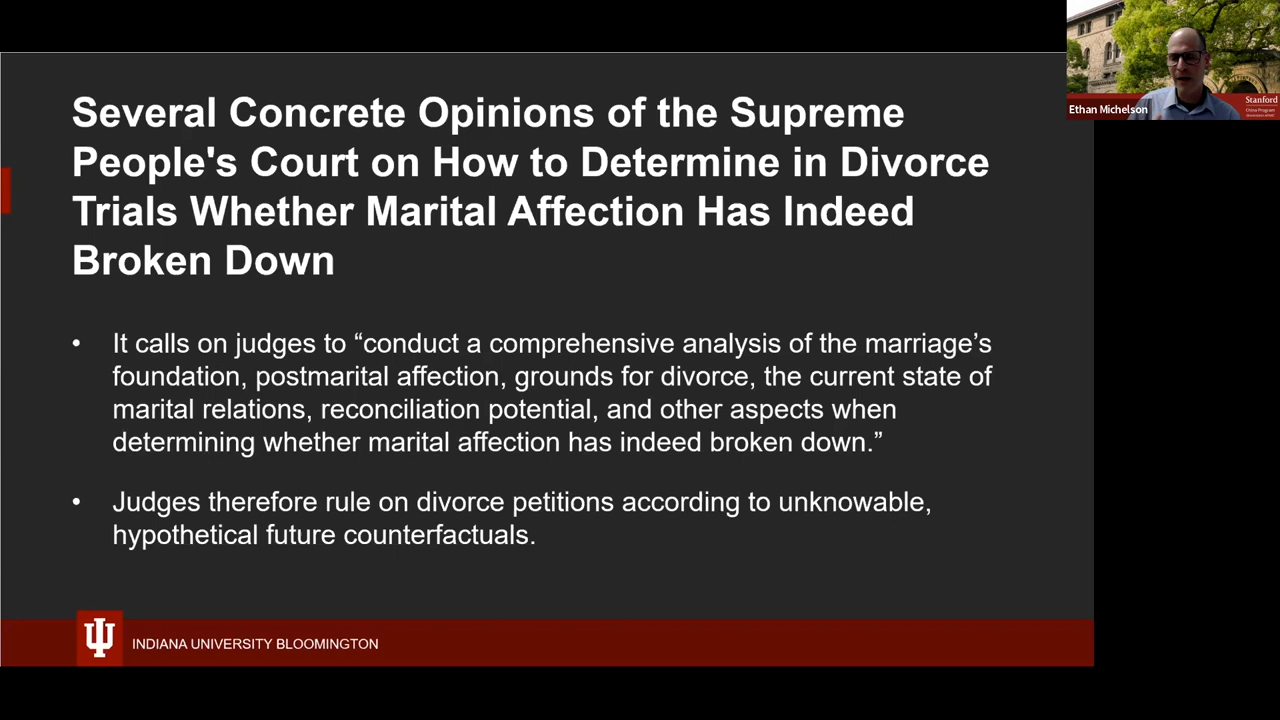 Several Concrete Opinions of the Supreme
People's Court on How to Determine in Divorce
Trials Whether Marital Affection Has Indeed
Broken Down
• It calls on judges to “conduct a comprehensive analysis of the marriage’s
foundation, postmarital affection, grounds for divorce, the current state of
marital relations, reconciliation potential, and other aspects when
determining whether marital affection has indeed broken down.”
• Judges therefore rule on divorce petitions according to unknowable,
hypothetical future counterfactuals.
INDIANA UNIVERSITY BLOOMINGTON
Ethan Michelson
Stanford
China Program